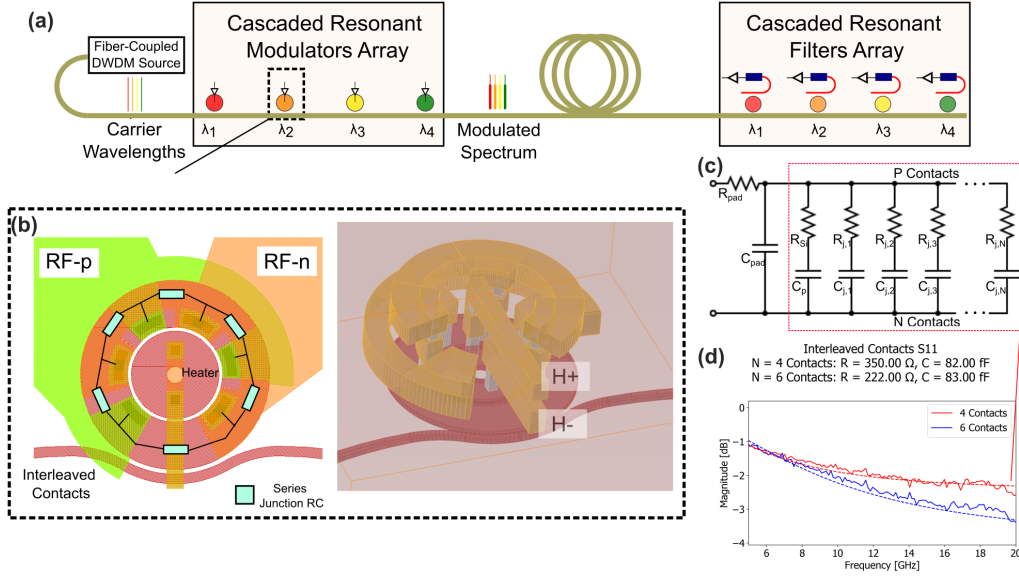 (a)
Fiber-Coupled
DWDM Source
Carrier
Wavelengths
Cascaded Resonant
Modulators Array
λ1
λ2
λ3
λ4
Modulated
Spectrum
Cascaded Resonant
Filters Array
λ1
λ2
λ3
λ4
(b)
RF-p
RF-n
Heater
Interleaved
Contacts
Series
Junction RC
H+
H-
(c)
P Contacts
Rpad
Cpad
RSi
Rj,1
Rj,2
Rj,3
Rj,N
Cp
Cj,1
Cj,2
Cj,3
Cj,N
N Contacts
(d)
Interleaved Contacts S11
N = 4 Contacts: R = 350.00 Ω, C = 82.00 fF
N = 6 Contacts: R = 222.00 Ω, C = 83.00 fF
4 Contacts
6 Contacts
Magnitude [dB]
0
−1
−2
−3
−4
6 8 10 12 14 16 18 20
Frequency [GHz]